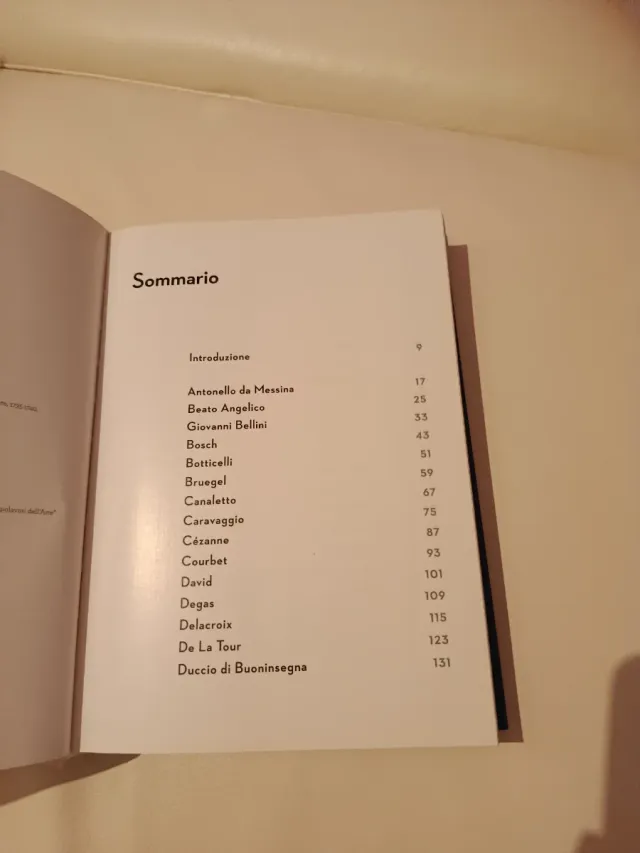 Sommario
Introduzione 9
Antonello da Messina 17
Beato Angelico 25
Giovanni Bellini 33
Bosch 43
Botticelli 51
Bruegel 59
Canaletto 67
Caravaggio 75
Cézanne 87
Courbet 93
David 101
Degas 109
Delacroix 115
De La Tour 123
Duccio di Buoninsegna 131